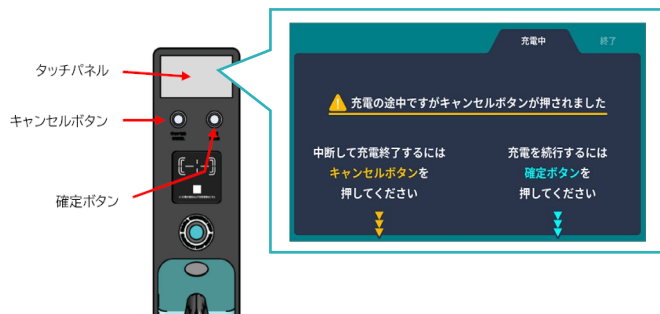 タッチパネル
キャンセルボタン
確定ボタン
充電中
終了
充電の途中ですがキャンセルボタンが押されました
中断して充電終了するには
キャンセルボタンを
押してください
充電を続行するには
確定ボタンを
押してください